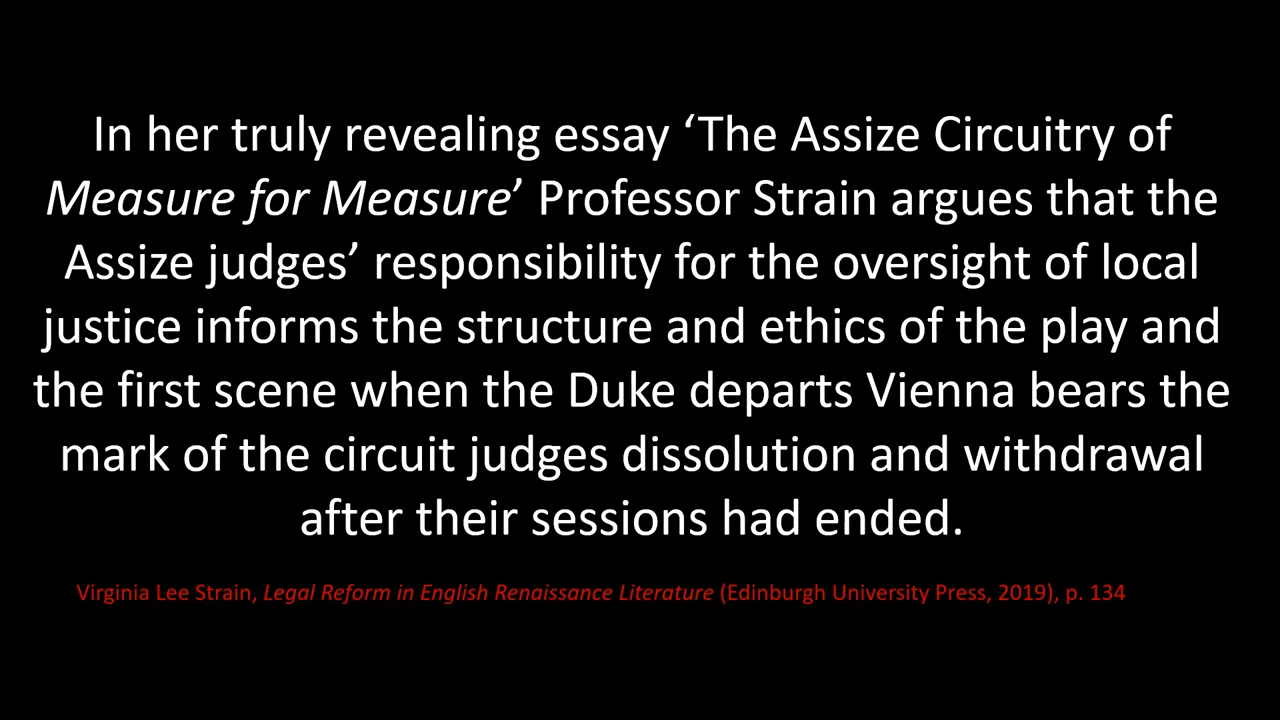 In her truly revealing essay ‘The Assize Circuitry of
Measure for Measure’ Professor Strain argues that the
Assize judges’ responsibility for the oversight of local
justice informs the structure and ethics of the play and
the first scene when the Duke departs Vienna bears the
mark of the circuit judges dissolution and withdrawal
after their sessions had ended.
Virginia Lee Strain, Legal Reform in English Renaissance Literature (Edinburgh University Press, 2019), p. 134